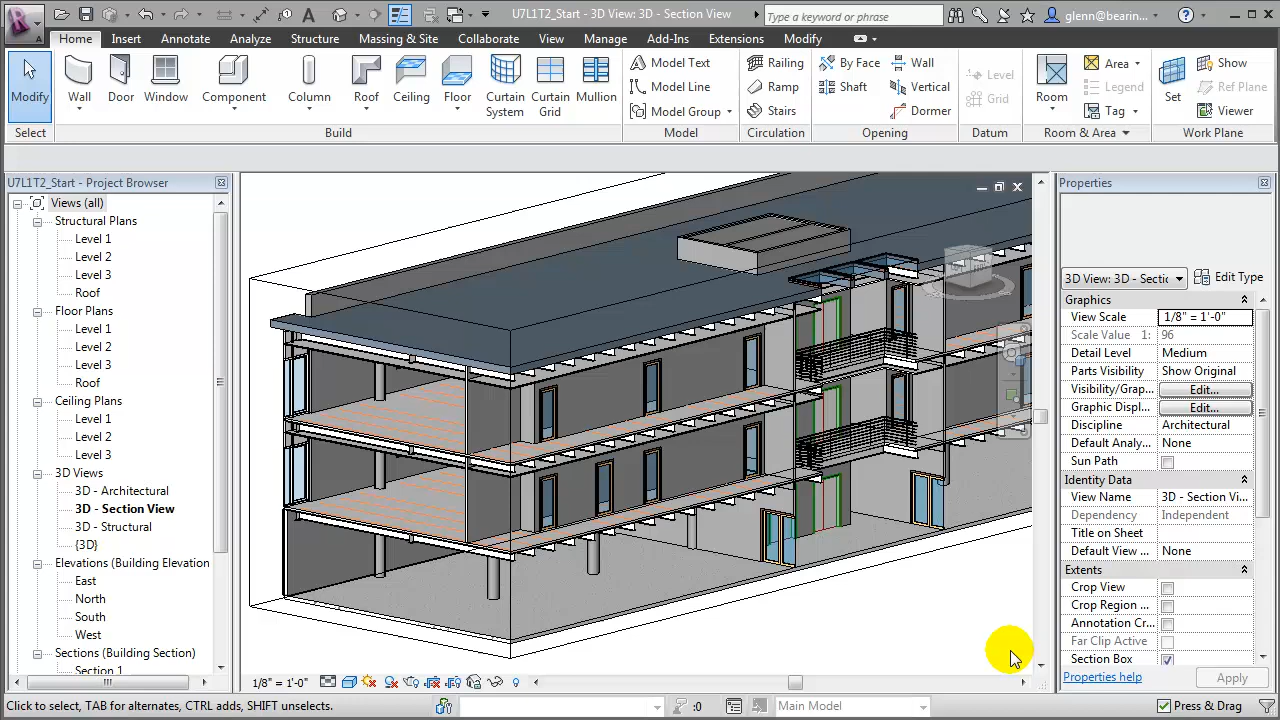 U7L1T2_Start - 3D View: 3D - Section View
Type a keyword or phrase
glenn@bearin...
Home Insert Annotate Analyze Structure Massing & Site Collaborate View Manage Add-Ins Extensions Modify
Modify
Wall
Door
Window
Component
Column
Roof
Ceiling
Floor
Curtain System
Curtain Grid
Mullion
Model Text
Model Line
Model Group
Railing
Ramp
Stairs
By Face
Shaft
Wall
Vertical
Dormer
Level
Grid
Room
Area
Legend
Tag
Set
Show
Ref Plane
Viewer
Select Build Model Circulation Opening Datum Room & Area Work Plane
U7L1T2_Start - Project Browser
Views (all)
Structural Plans
Level 1
Level 2
Level 3
Roof
Floor Plans
Level 1
Level 2
Level 3
Roof
Ceiling Plans
Level 1
Level 2
Level 3
3D Views
3D - Architectural
3D - Section View
3D - Structural
{3D}
Elevations (Building Elevation
East
North
South
West
Sections (Building Section)
Section 1
Properties
3D View: 3D - Sectic
Edit Type
Graphics
View Scale 1/8" = 1'-0"
Scale Value 1: 96
Detail Level Medium
Parts Visibility Show Original
Visibility/Grap... Edit...
Graphic Displ... Edit...
Discipline Architectural
Default Analy... None
Sun Path
Identity Data
View Name 3D - Section V...
Dependency Independent
Title on Sheet
Default View ... None
Extents
Crop View
Crop Region ...
Annotation Cr...
Far Clip Active
Section Box
Properties help
Apply
1/8" = 1'-0"
Click to select, TAB for alternates, CTRL adds, SHIFT unselects.
:0
Main Model
Press & Drag